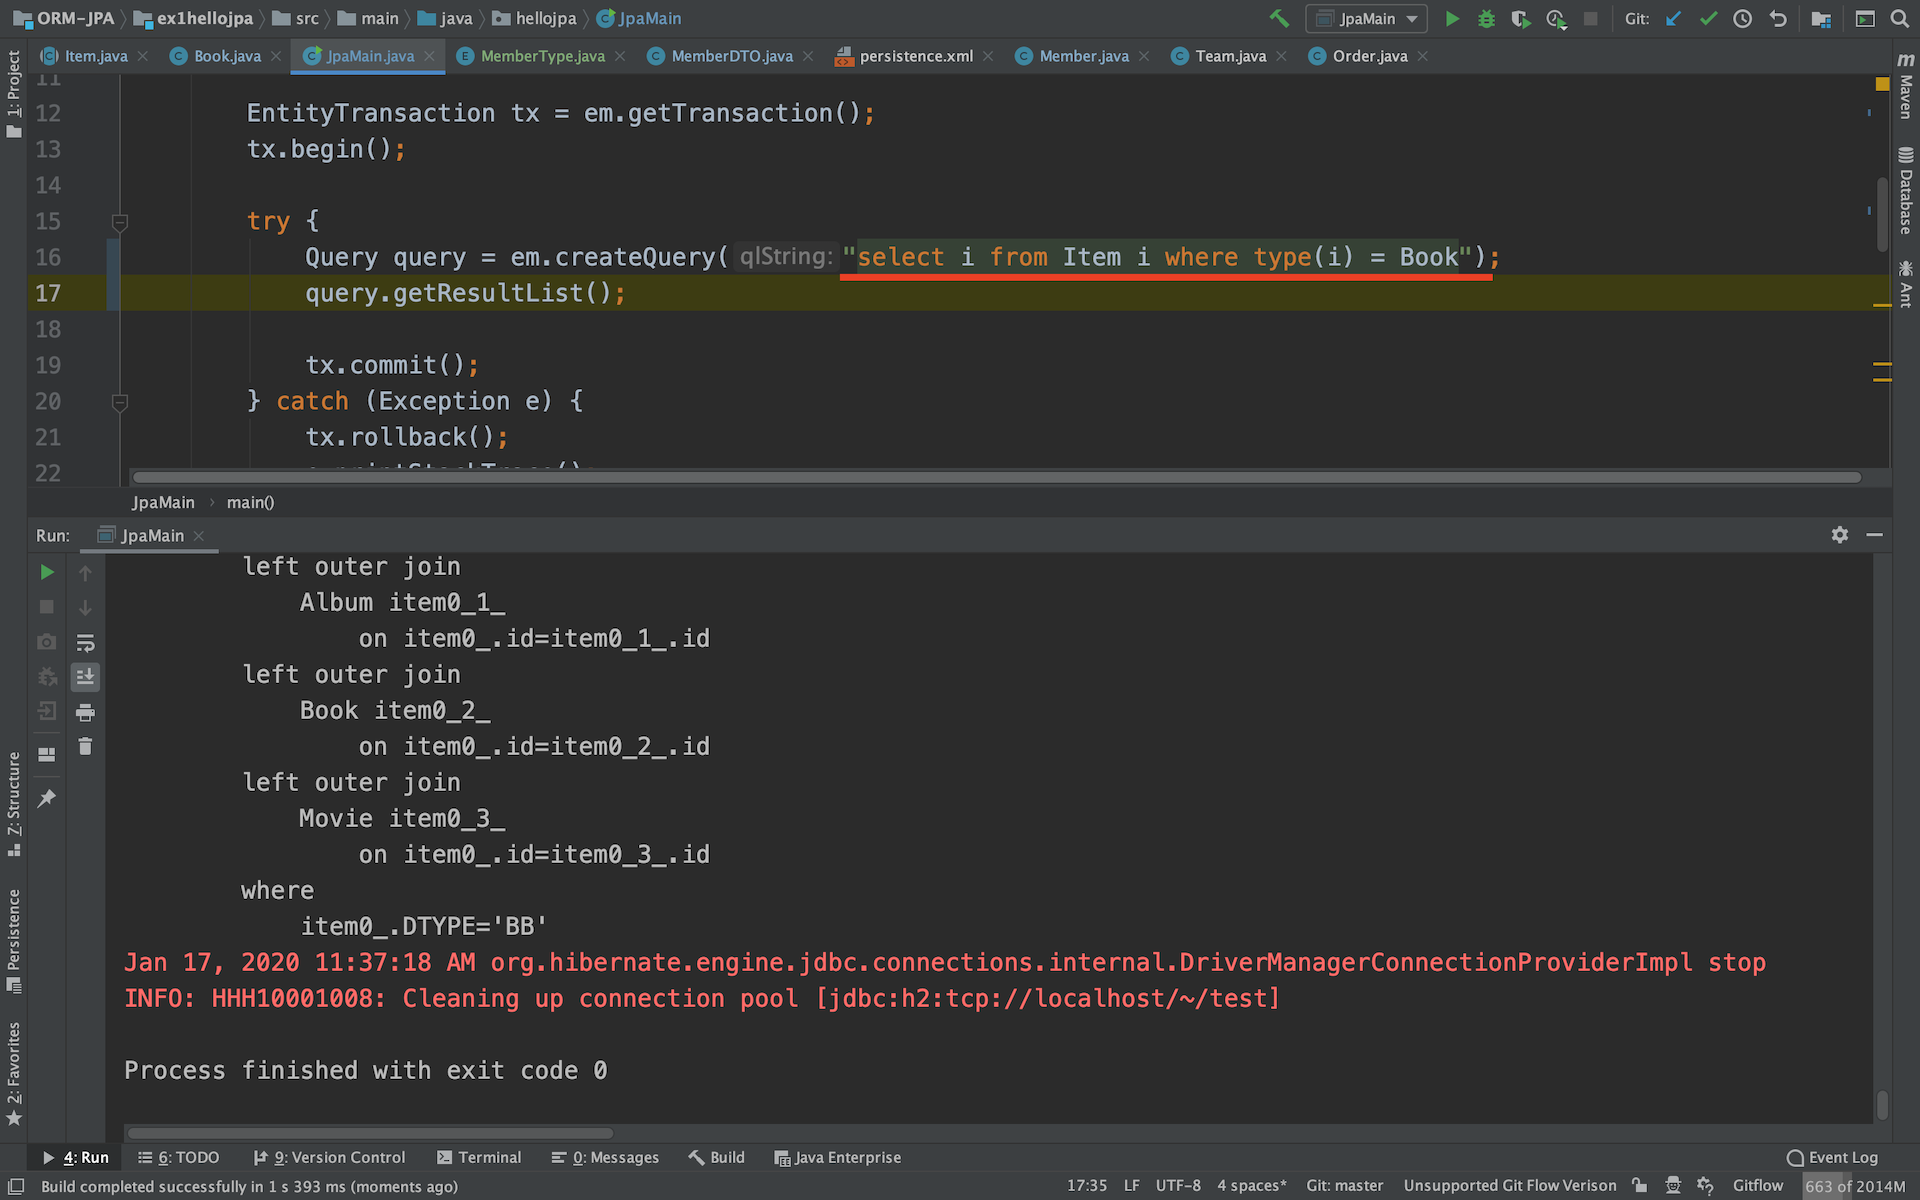 ORM-JPA ex1hellojpa src main java hellojpa JpaMain JpaMain Git:
Item.java Book.java JpaMain.java MemberType.java MemberDTO.java persistence.xml Member.java Team.java Order.java
1: Project
Maven
Database
Ant
11
12 EntityTransaction tx = em.getTransaction();
13 tx.begin();
14
15 try {
16 Query query = em.createQuery( qlString: "select i from Item i where type(i) = Book");
17 query.getResultList();
18
19 tx.commit();
20 } catch (Exception e) {
21 tx.rollback();
22
JpaMain main()
Run: JpaMain
left outer join
Album item0_1_
on item0_.id=item0_1_.id
left outer join
Book item0_2_
on item0_.id=item0_2_.id
left outer join
Movie item0_3_
on item0_.id=item0_3_.id
where
item0_.DTYPE='BB'
Jan 17, 2020 11:37:18 AM org.hibernate.engine.jdbc.connections.internal.DriverManagerConnectionProviderImpl stop
INFO: HHH10001008: Cleaning up connection pool [jdbc:h2:tcp://localhost/~/test]
Process finished with exit code 0
Z: Structure
Persistence
2: Favorites
4: Run 6: TODO 9: Version Control Terminal 0: Messages Build Java Enterprise Event Log
Build completed successfully in 1 s 393 ms (moments ago) 17:35 LF UTF-8 4 spaces* Git: master Unsupported Git Flow Verison Gitflow 663 of 2014M